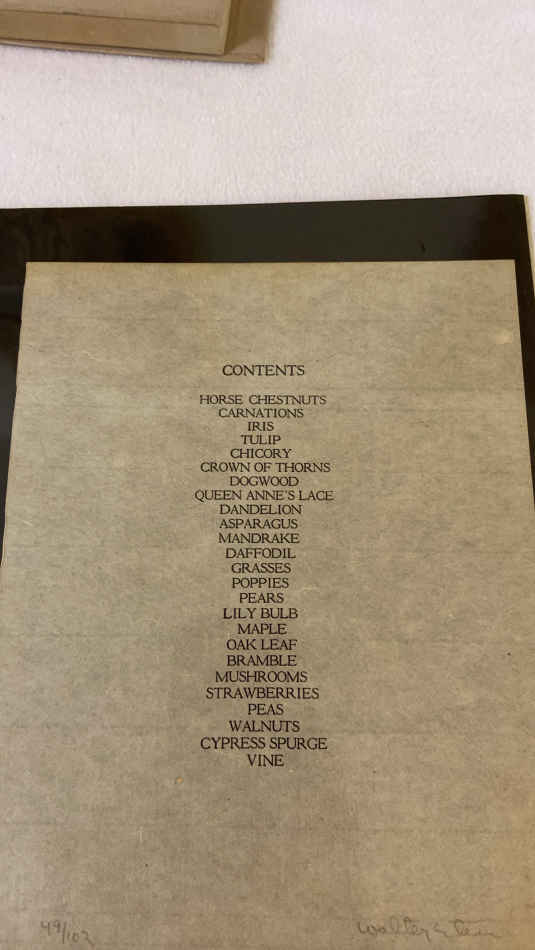 CONTENTS
HORSE CHESTNUTS
CARNATIONS
IRIS
TULIP
CHICORY
CROWN OF THORNS
DOGWOOD
QUEEN ANNE'S LACE
DANDELION
ASPARAGUS
MANDRAKE
DAFFODIL
GRASSES
POPPIES
PEARS
LILY BULB
MAPLE
OAK LEAF
BRAMBLE
MUSHROOMS
STRAWBERRIES
PEAS
WALNUTS
CYPRESS SPURGE
VINE
49/102